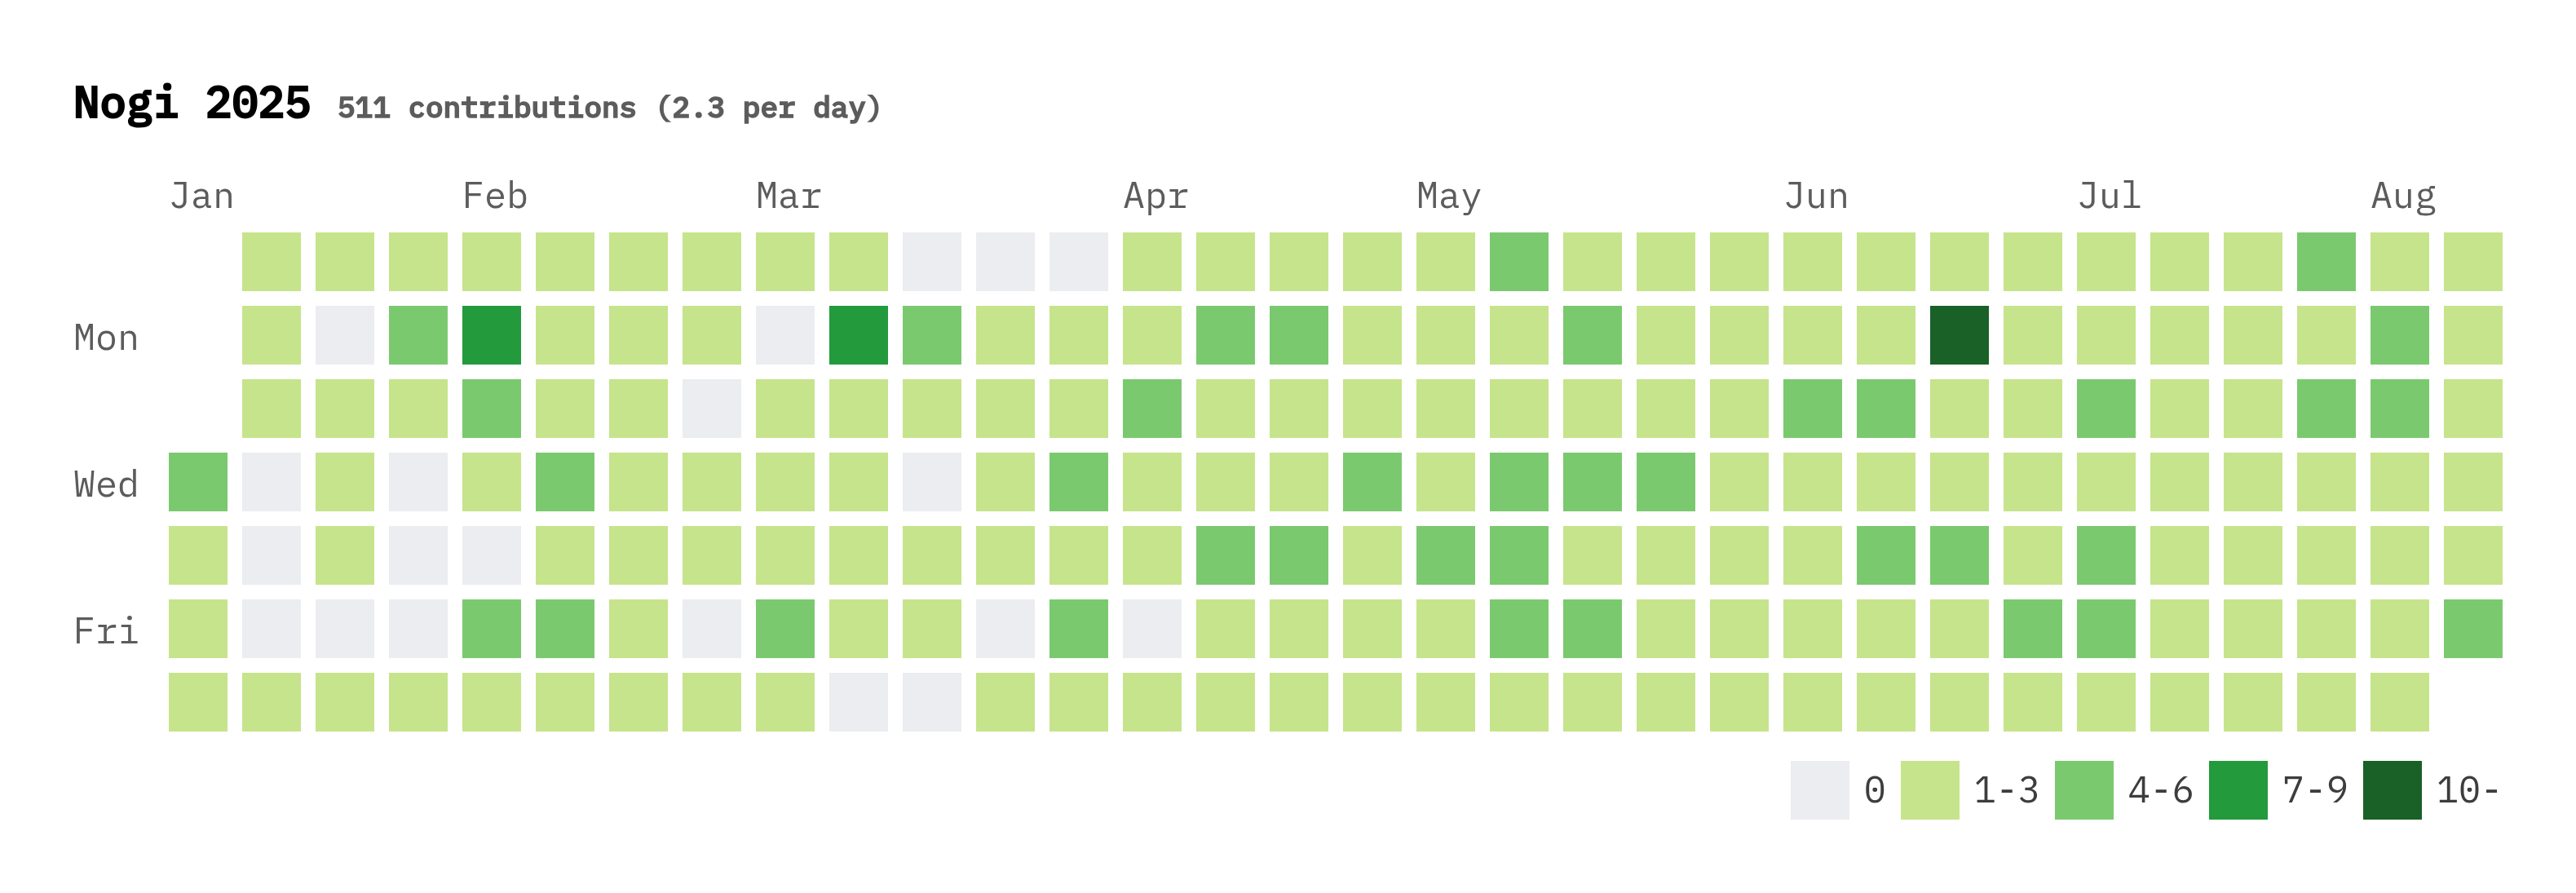 Nogi 2025 511 contributions (2.3 per day)
Jan Feb Mar Apr May Jun Jul Aug
Mon
Wed
Fri
0 1-3 4-6 7-9 10-